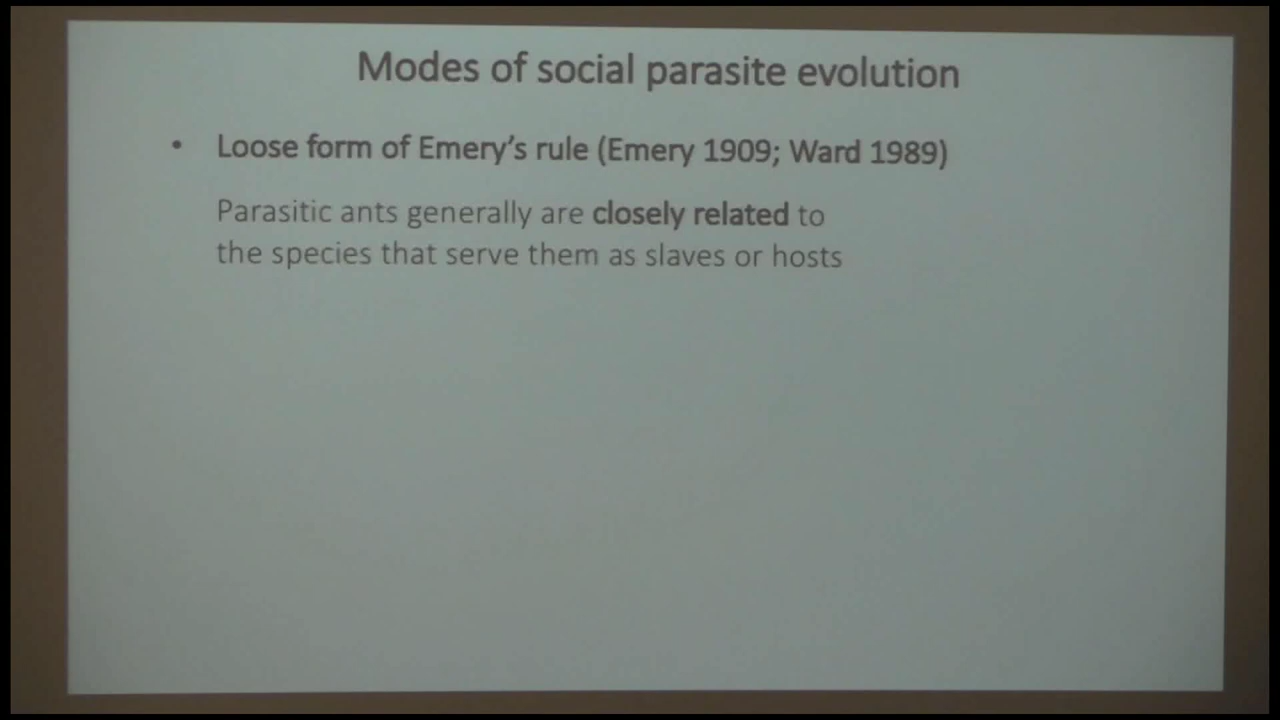 Modes of social parasite evolution
• Loose form of Emery’s rule (Emery 1909; Ward 1989)
Parasitic ants generally are closely related to
the species that serve them as slaves or hosts